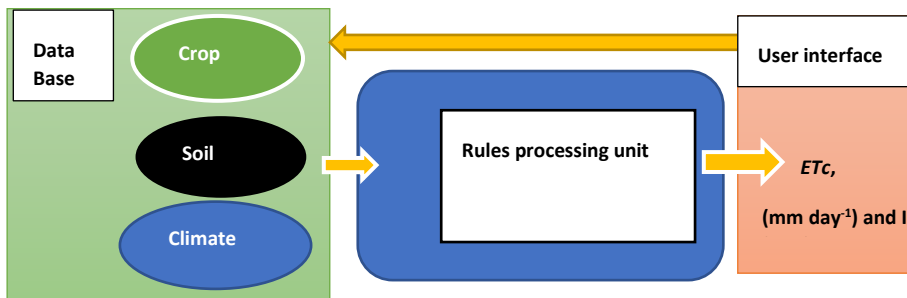 Data
Base
Crop
Soil
Climate
Rules processing unit
User interface
ETc,
(mm day⁻¹) and I